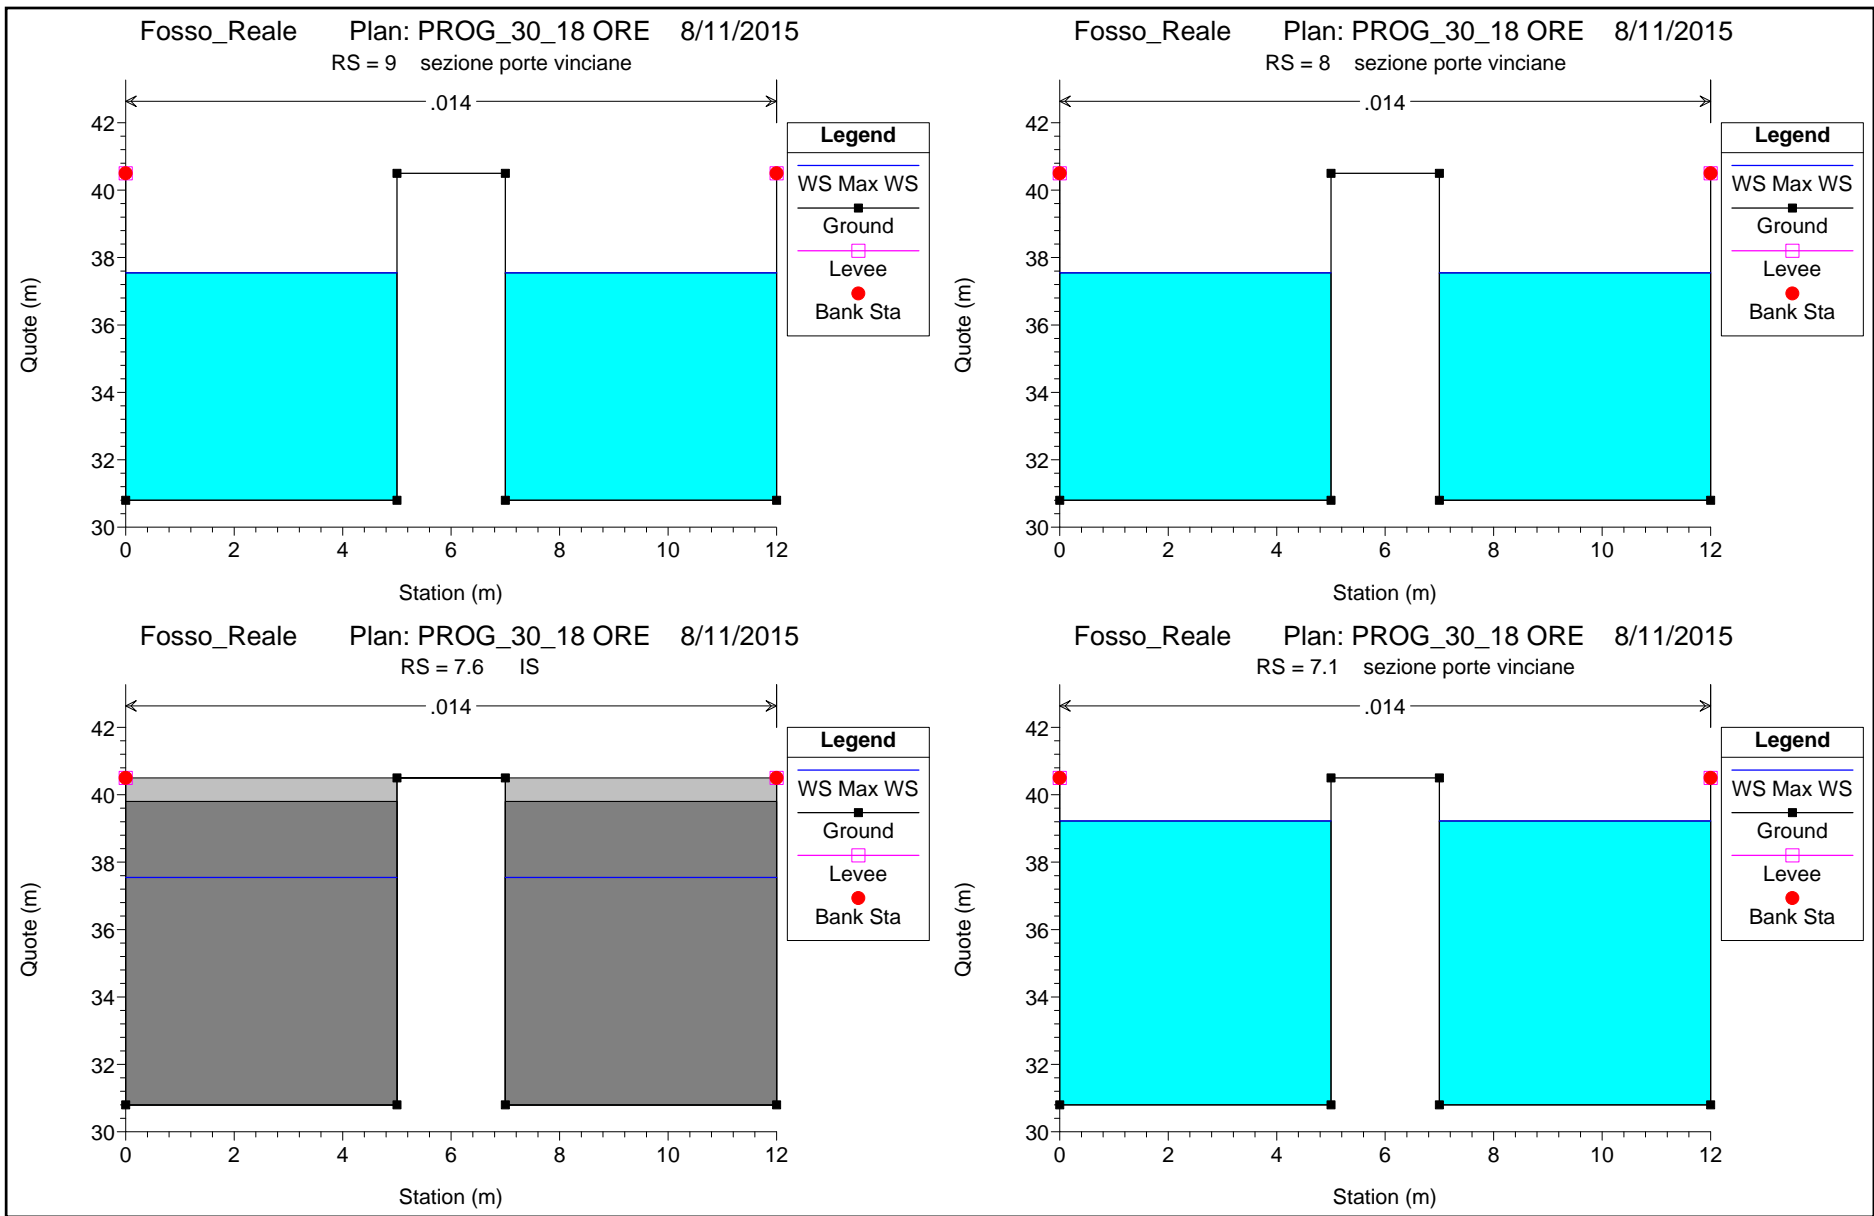 Fosso_Reale Plan: PROG_30_18 ORE 8/11/2015
RS = 9 sezione porte vinciane
.014
42
40
38
36
34
32
30
0 2 4 6 8 10 12
Quote (m)
Station (m)
Legend
WS Max WS
Ground
Levee
Bank Sta
Fosso_Reale Plan: PROG_30_18 ORE 8/11/2015
RS = 8 sezione porte vinciane
.014
42
40
38
36
34
32
30
0 2 4 6 8 10 12
Quote (m)
Station (m)
Legend
WS Max WS
Ground
Levee
Bank Sta
Fosso_Reale Plan: PROG_30_18 ORE 8/11/2015
RS = 7.6 IS
.014
42
40
38
36
34
32
30
0 2 4 6 8 10 12
Quote (m)
Station (m)
Legend
WS Max WS
Ground
Levee
Bank Sta
Fosso_Reale Plan: PROG_30_18 ORE 8/11/2015
RS = 7.1 sezione porte vinciane
.014
42
40
38
36
34
32
30
0 2 4 6 8 10 12
Quote (m)
Station (m)
Legend
WS Max WS
Ground
Levee
Bank Sta